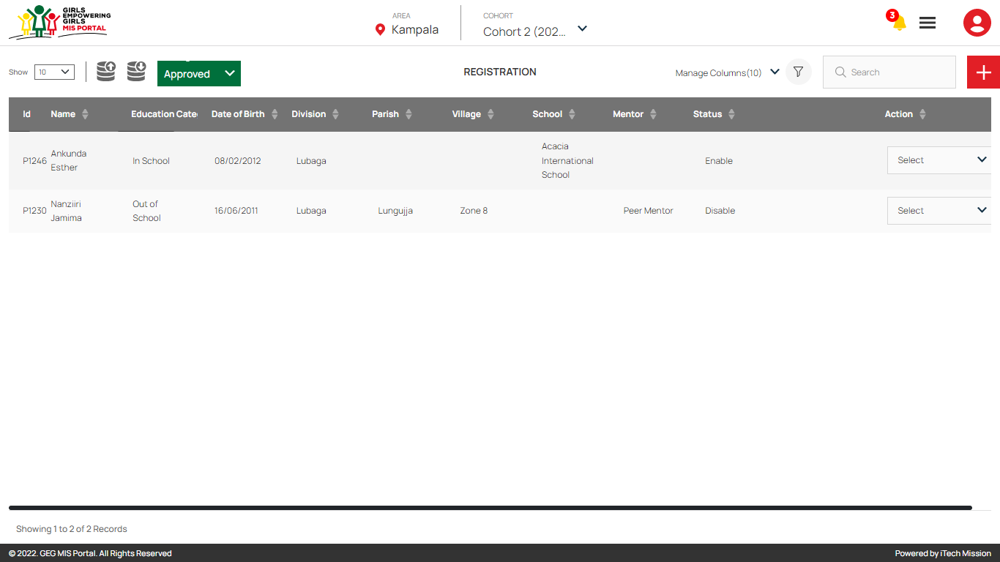 GIRLS
EMPOWERING
GIRLS
MIS PORTAL
AREA
Kampala
COHORT
Cohort 2 (202...
3
Show 10
Approved
REGISTRATION
Manage Columns(10)
Search
Id Name Education Cate Date of Birth Division Parish Village School Mentor Status Action
P1246 Ankunda Esther In School 08/02/2012 Lubaga Acacia International School Enable Select
P1230 Nanziiri Jamima Out of School 16/06/2011 Lubaga Lungujja Zone 8 Peer Mentor Disable Select
Showing 1 to 2 of 2 Records
© 2022. GEG MIS Portal. All Rights Reserved
Powered by iTech Mission